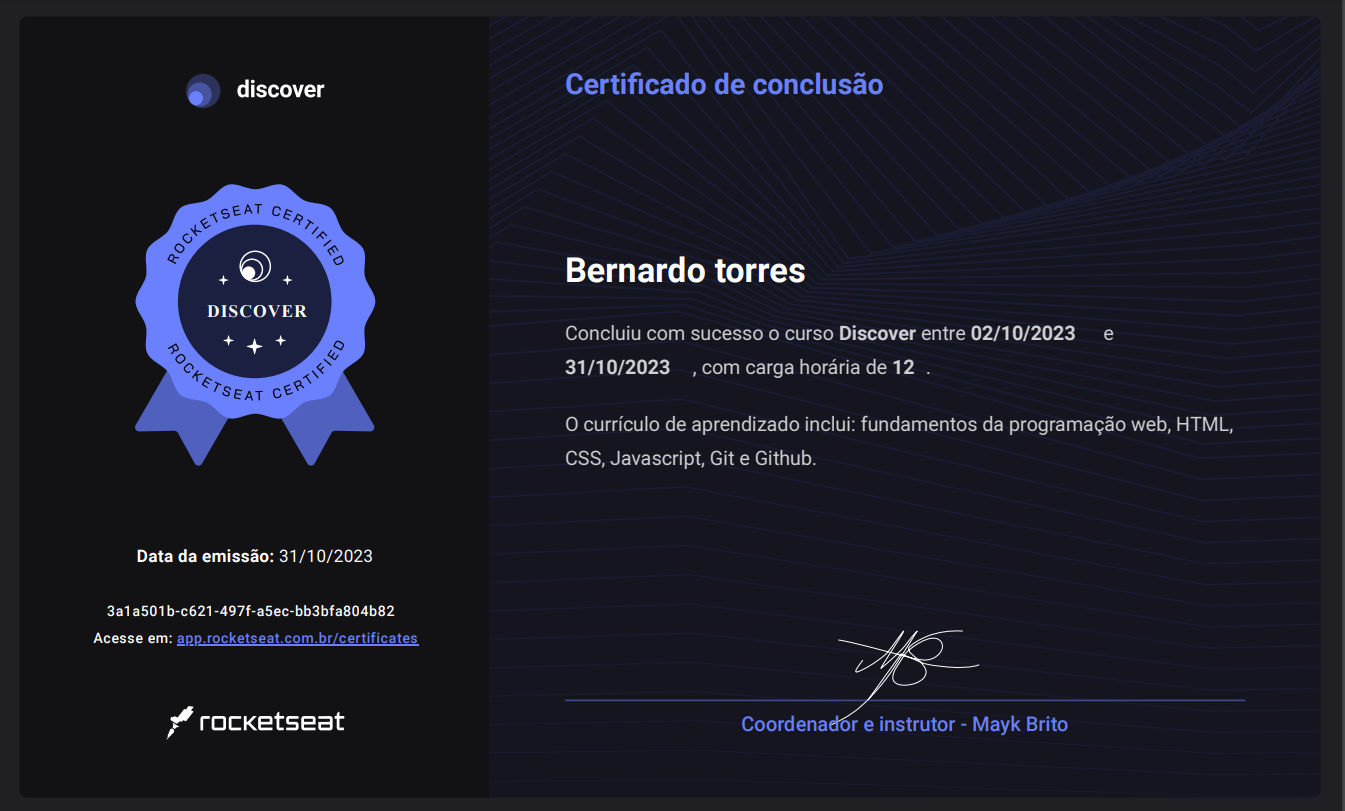 discover
ROCKETSEAT CERTIFIED
DISCOVER
ROCKETSEAT CERTIFIED
Data da emissão: 31/10/2023
3a1a501b-c621-497f-a5ec-bb3bfa804b82
Acesse em: app.rocketseat.com.br/certificates
rocketseat
Certificado de conclusão
Bernardo torres
Concluiu com sucesso o curso Discover entre 02/10/2023 e
31/10/2023 , com carga horária de 12 .
O currículo de aprendizado inclui: fundamentos da programação web, HTML,
CSS, Javascript, Git e Github.
Coordenador e instrutor - Mayk Brito